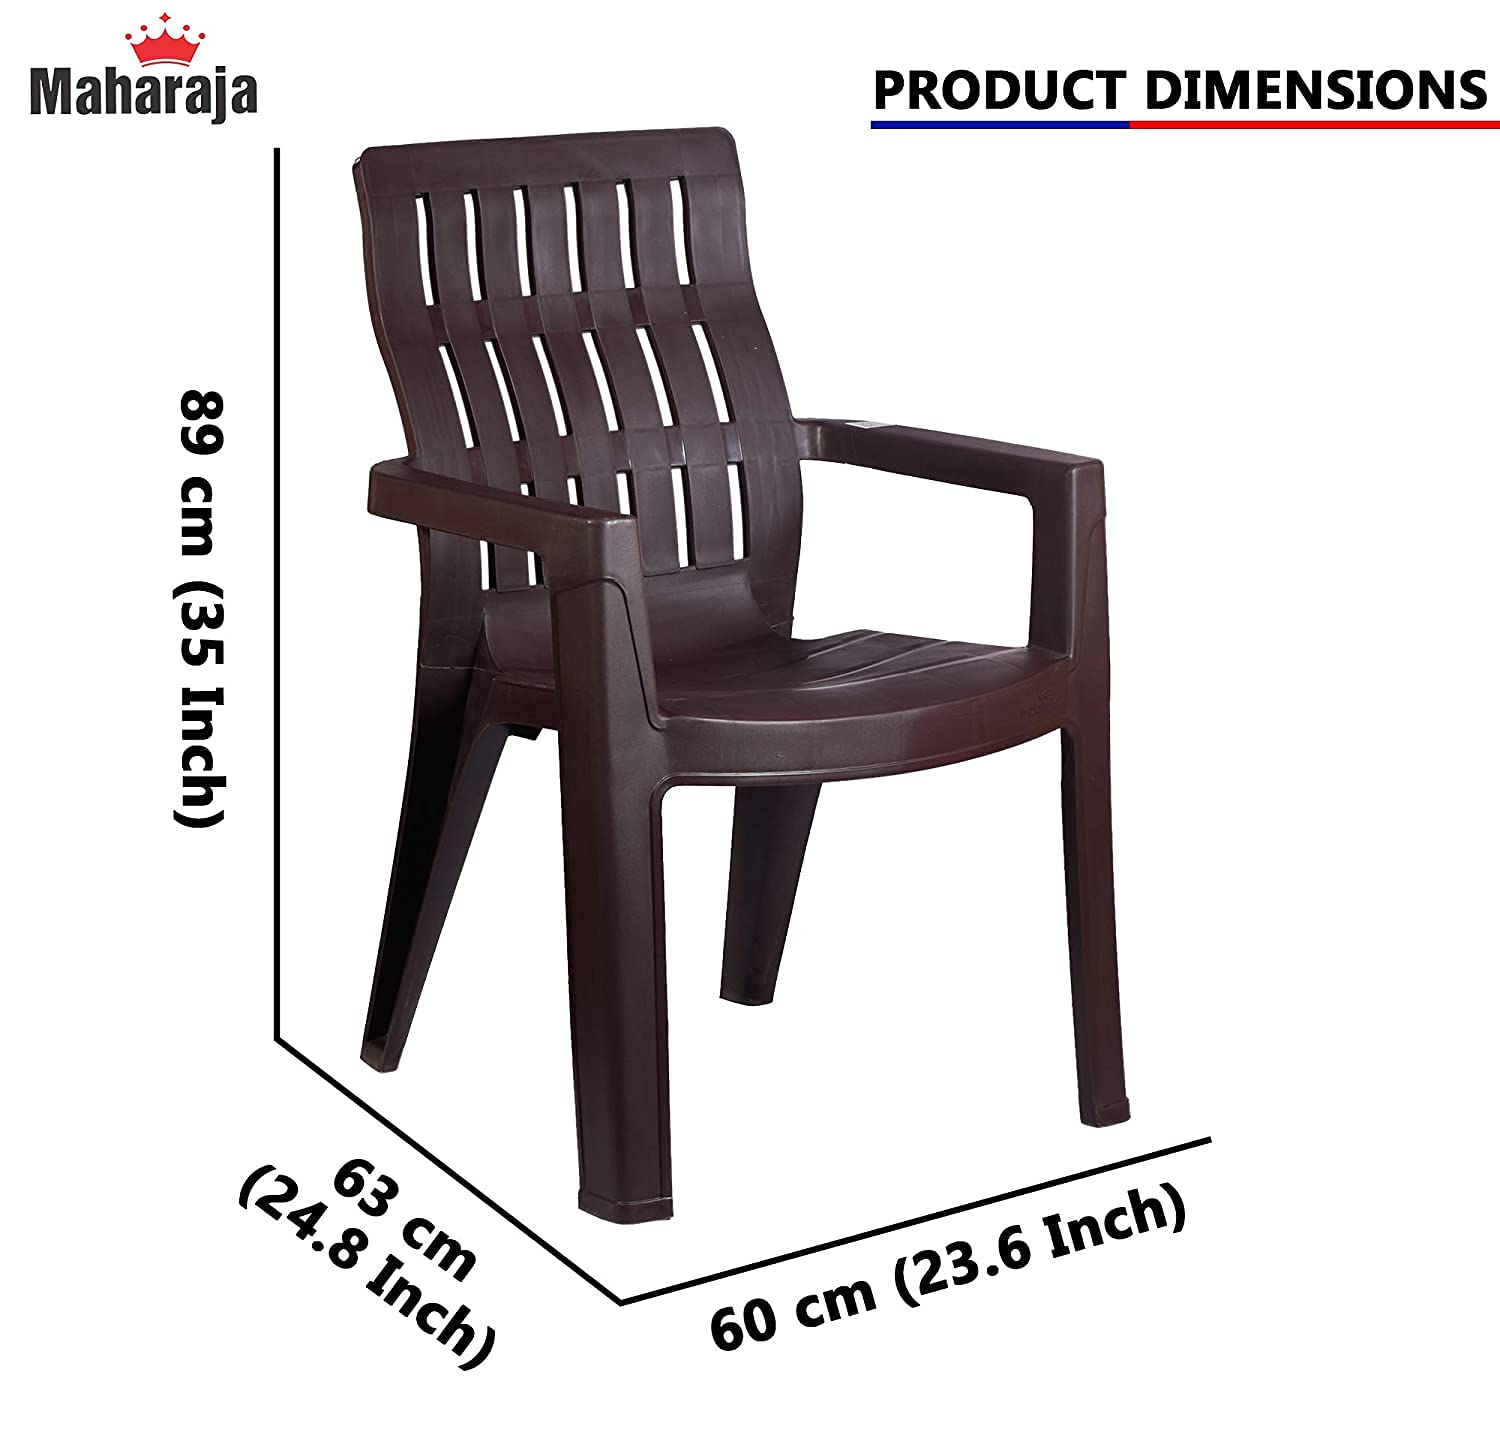 Maharaja
PRODUCT DIMENSIONS
89 cm (35 Inch)
63 cm
(24.8 Inch)
60 cm (23.6 Inch)